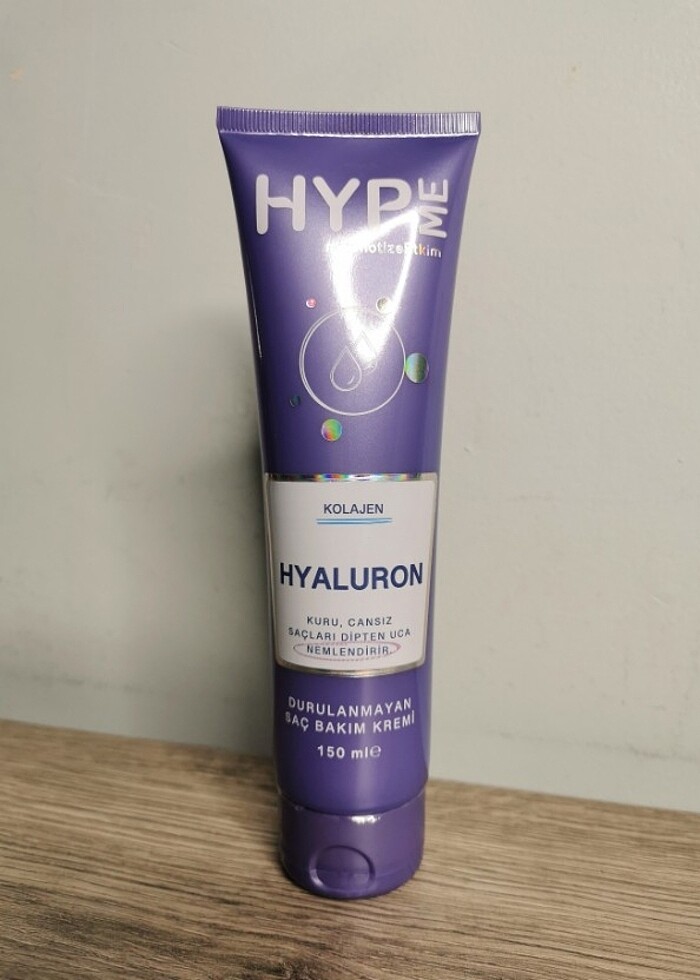 HYP ME
KOLAJEN
HYALURON
KURU, CANSIZ
SAÇLARI DİPTEN UCA
NEMLENDİRİR
DURULANMAYAN
SAÇ BAKIM KREMİ
150 ml℮